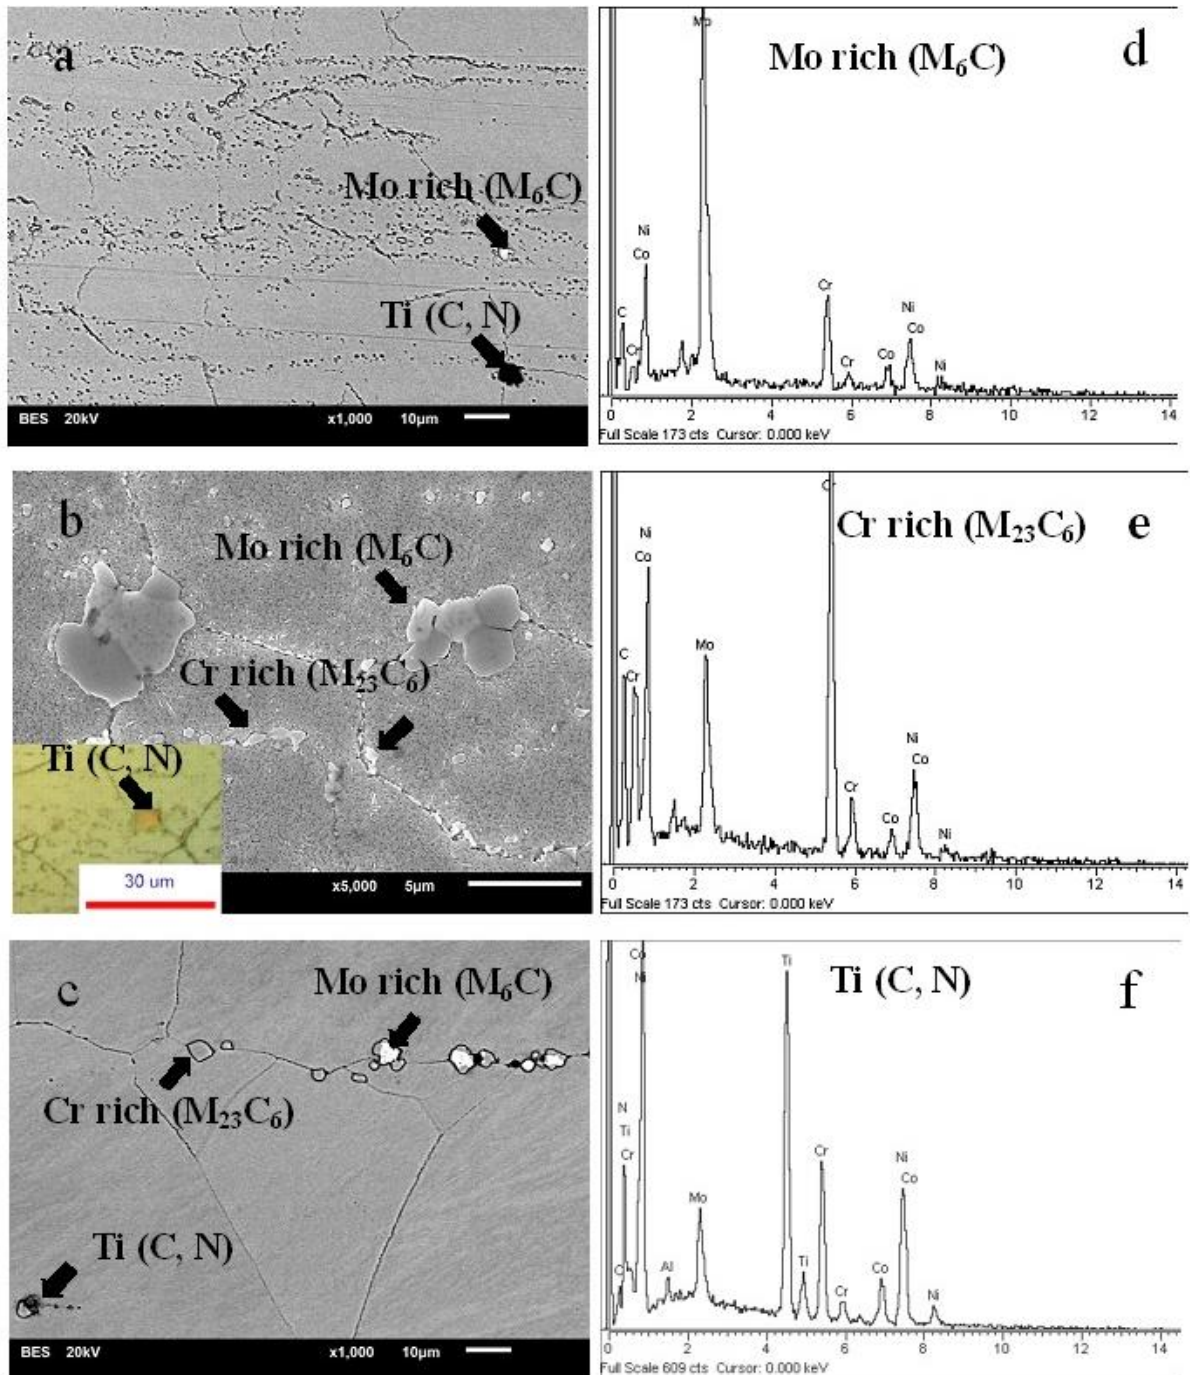 a
Mo rich (M₆C)
Ti (C, N)
BES 20kV x1,000 10µm
Mo
Mo rich (M₆C)
d
Ni
Co
C
Cr
Cr
Cr
Co
Ni
Co
Ni
0 2 4 6 8 10 12 14
Full Scale 173 cts Cursor: 0.000 keV
b
Mo rich (M₆C)
Cr rich (M₂₃C₆)
Ti (C, N)
30 um
x5,000 5µm
Cr
Cr rich (M₂₃C₆)
e
Ni
Co
C
Cr
Mo
Cr
Co
Ni
Co
Ni
0 2 4 6 8 10 12 14
Full Scale 173 cts Cursor: 0.000 keV
c
Mo rich (M₆C)
Cr rich (M₂₃C₆)
Ti (C, N)
BES 20kV x1,000 10µm
Co
Ni
Ti
Ti (C, N)
f
N
Ti
Cr
C
Al
Mo
Ti
Cr
Cr
Co
Ni
Co
Ni
0 2 4 6 8 10 12 14
Full Scale 609 cts Cursor: 0.000 keV